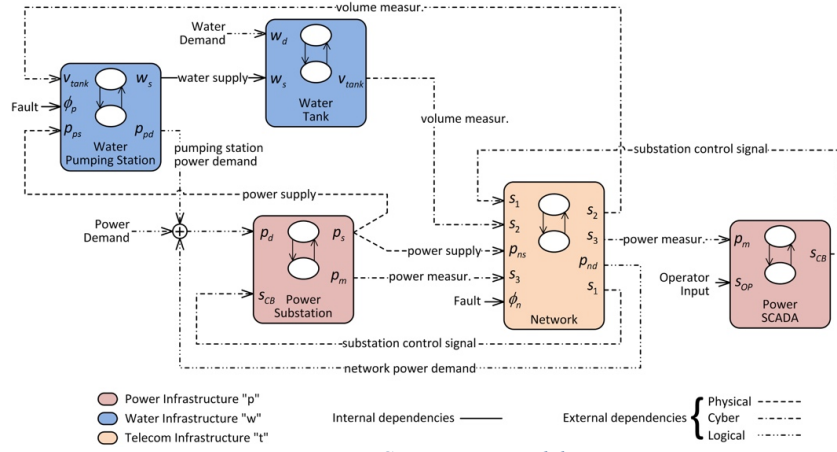 volume measur.
Water
Demand
w_d
w_s
v_tank
Water
Tank
v_tank
w_s
water supply
Fault
ϕ_p
p_ps
p_pd
Water
Pumping Station
pumping station
power demand
volume measur.
substation control signal
power supply
Power
Demand
p_d
p_s
p_m
s_CB
Power
Substation
power supply
power measur.
s_1
s_2
p_ns
s_3
Fault
ϕ_n
s_2
s_3
p_nd
s_1
Network
power measur.
Operator
Input
p_m
s_OP
s_CB
Power
SCADA
substation control signal
network power demand
Power Infrastructure "p"
Water Infrastructure "w"
Telecom Infrastructure "t"
Internal dependencies
External dependencies
Physical
Cyber
Logical